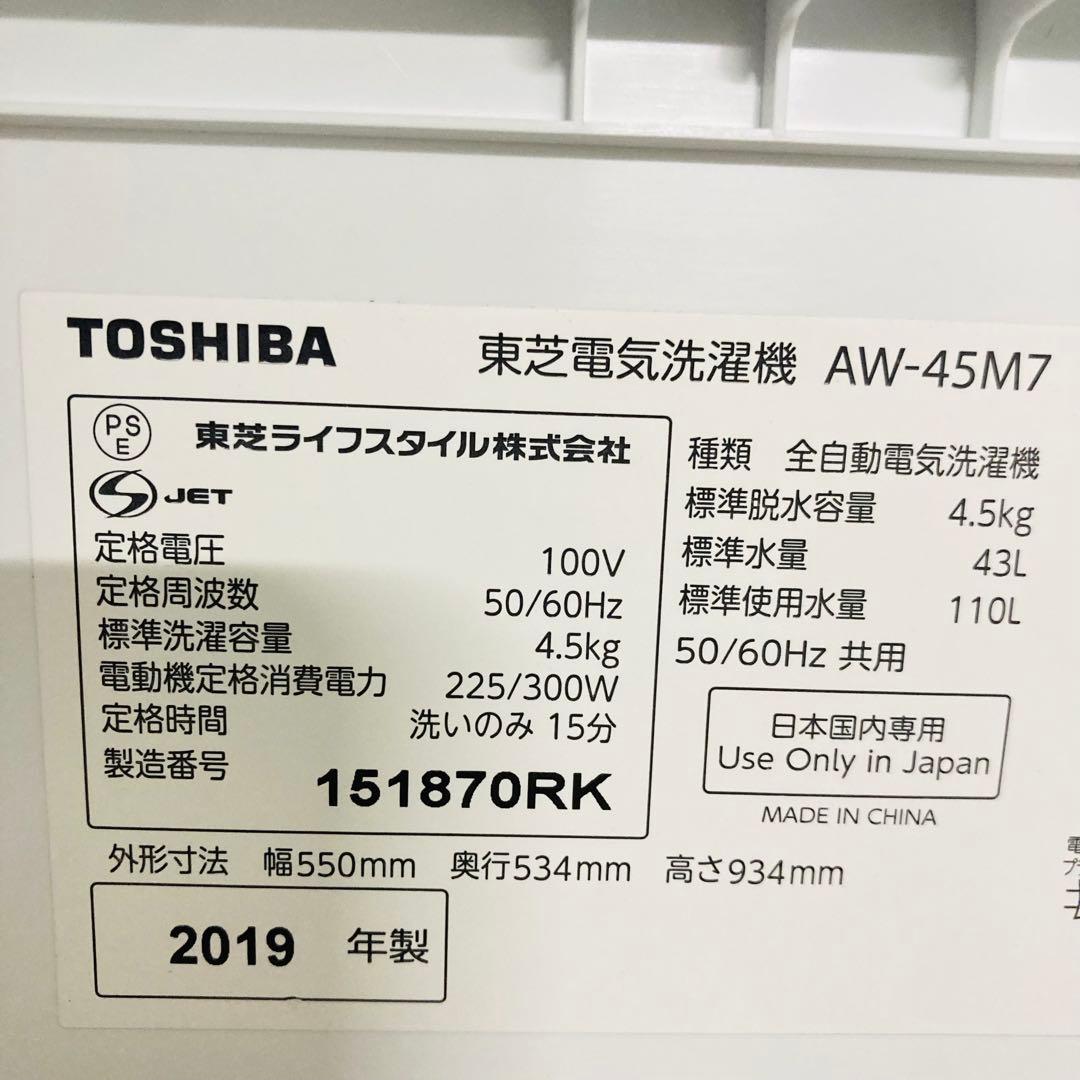 TOSHIBA
東芝電気洗濯機 AW-45M7
PSE
東芝ライフスタイル株式会社
JET
定格電圧 100V
定格周波数 50/60Hz
標準洗濯容量 4.5kg
電動機定格消費電力 225/300W
定格時間 洗いのみ 15分
製造番号 151870RK
種類 全自動電気洗濯機
標準脱水容量 4.5kg
標準水量 43L
標準使用水量 110L
50/60Hz 共用
日本国内専用
Use Only in Japan
MADE IN CHINA
外形寸法 幅550mm 奥行534mm 高さ934mm
2019 年製
電
プ